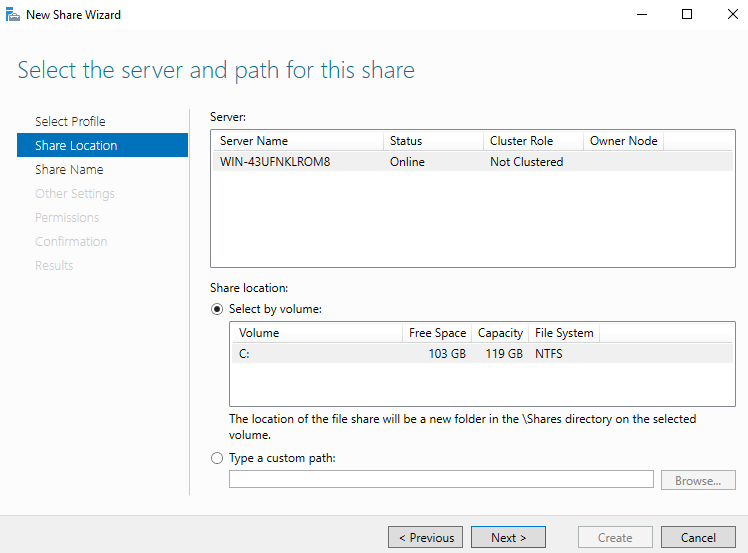 New Share Wizard
Select the server and path for this share
Select Profile
Share Location
Share Name
Other Settings
Permissions
Confirmation
Results
Server:
Server Name Status Cluster Role Owner Node
WIN-43UFNKLROM8 Online Not Clustered
Share location:
Select by volume:
Volume Free Space Capacity File System
C: 103 GB 119 GB NTFS
The location of the file share will be a new folder in the \Shares directory on the selected
volume.
Type a custom path:
Browse...
< Previous Next > Create Cancel